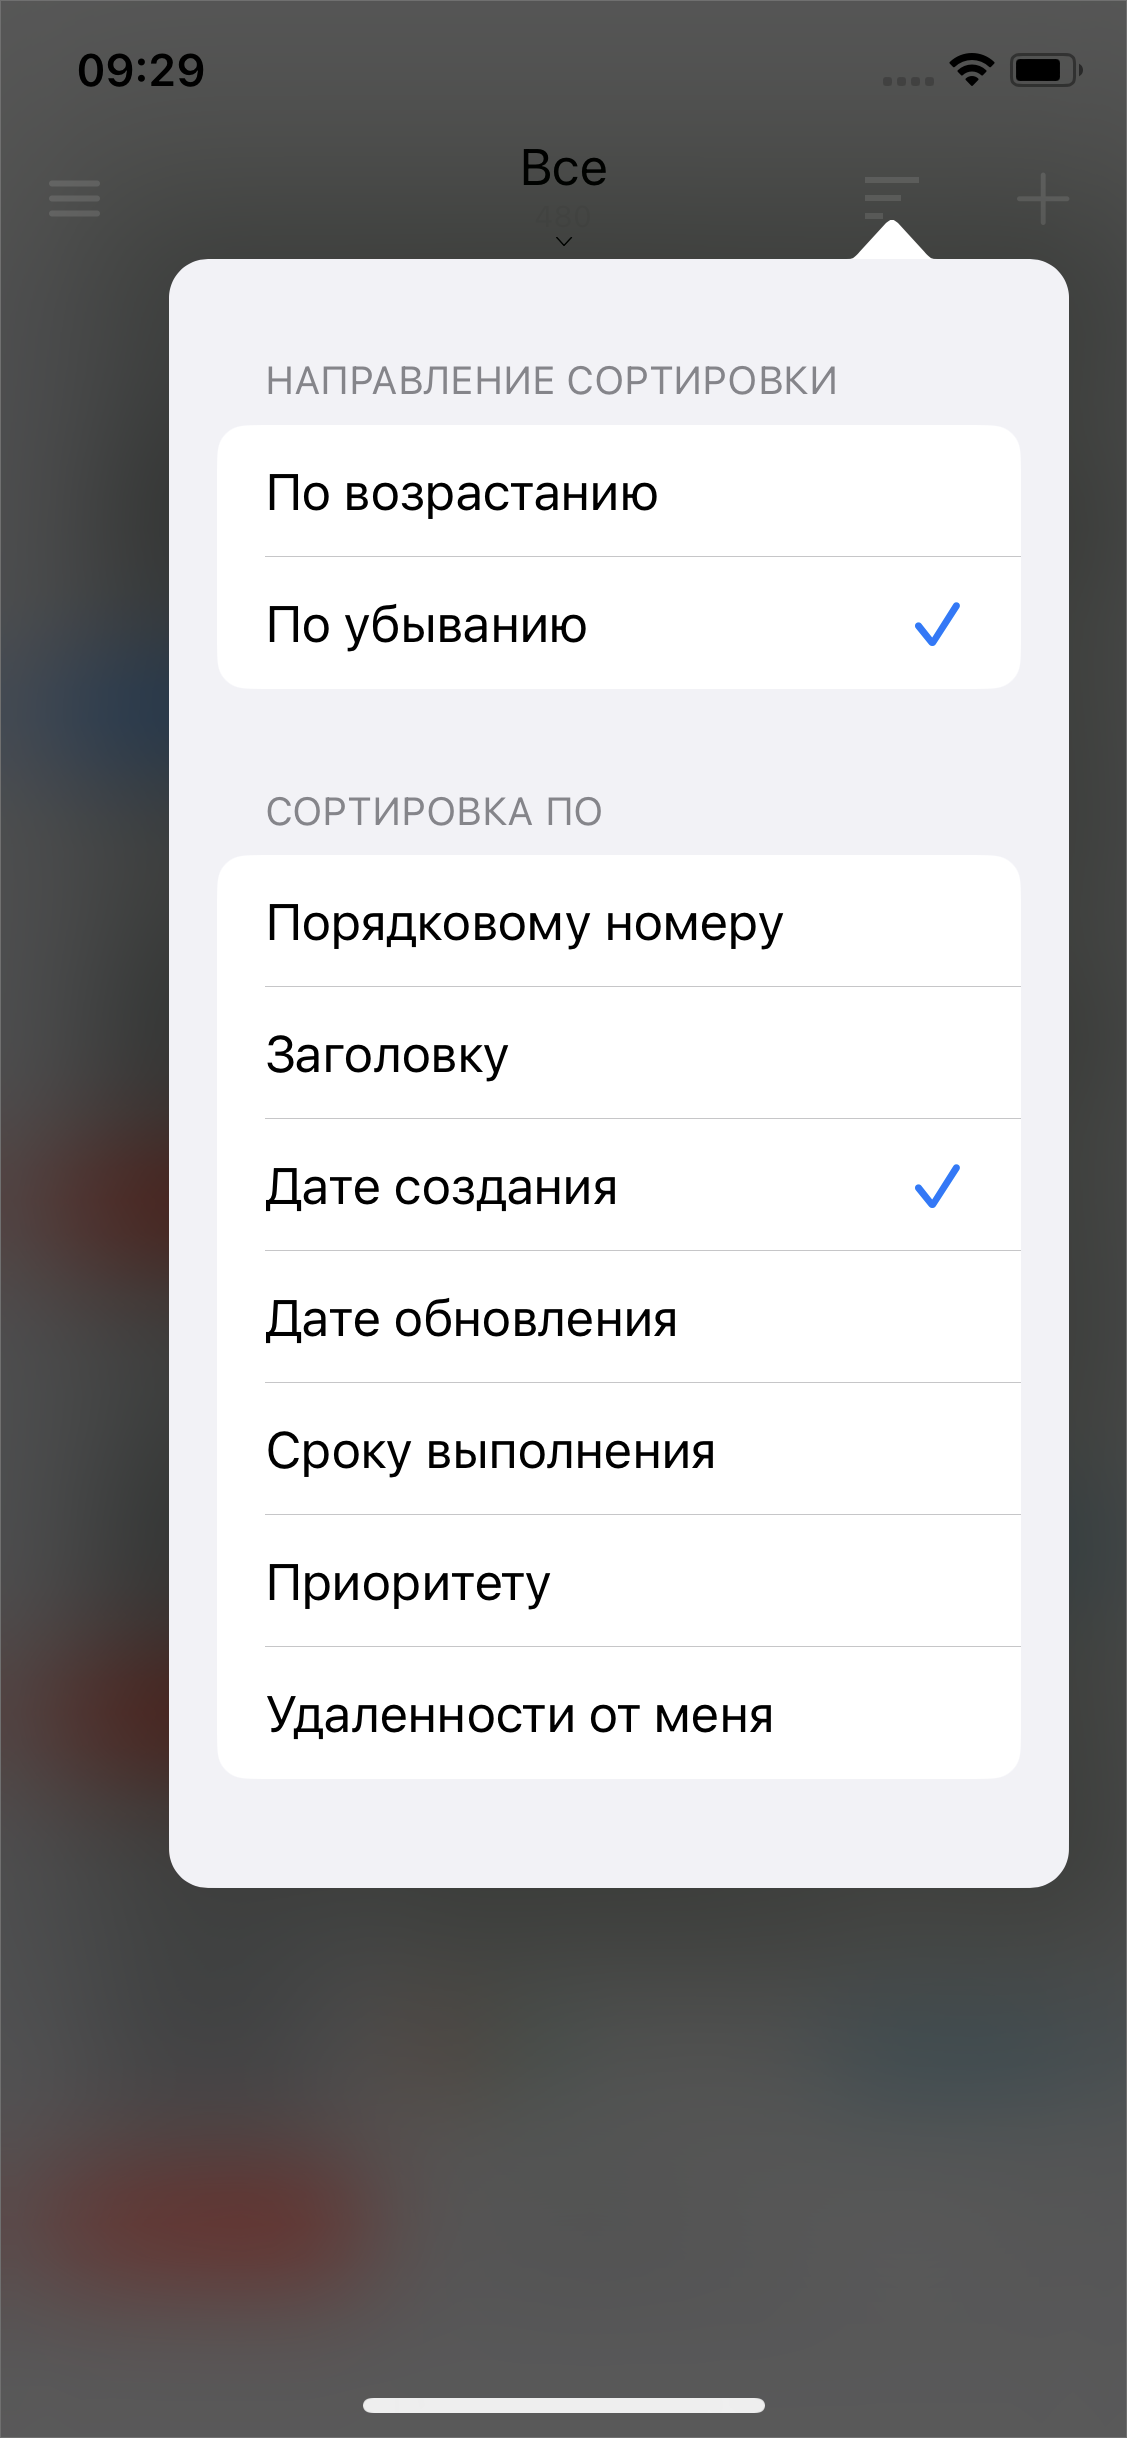 09:29
Все
480
НАПРАВЛЕНИЕ СОРТИРОВКИ
По возрастанию
По убыванию
СОРТИРОВКА ПО
Порядковому номеру
Заголовку
Дате создания
Дате обновления
Сроку выполнения
Приоритету
Удаленности от меня